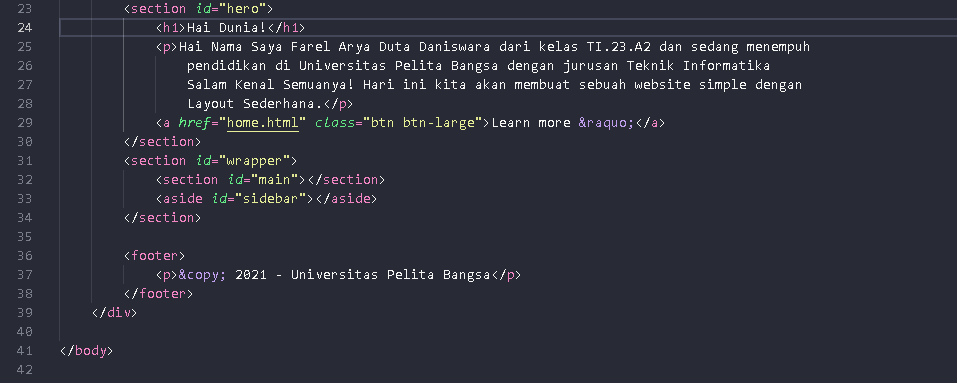 23 <section id="hero">
24 <h1>Hai Dunia!</h1>
25 <p>Hai Nama Saya Farel Arya Duta Daniswara dari kelas TI.23.A2 dan sedang menempuh
26 pendidikan di Universitas Pelita Bangsa dengan jurusan Teknik Informatika
27 Salam Kenal Semuanya! Hari ini kita akan membuat sebuah website simple dengan
28 Layout Sederhana.</p>
29 <a href="home.html" class="btn btn-large">Learn more &raquo;</a>
30 </section>
31 <section id="wrapper">
32 <section id="main"></section>
33 <aside id="sidebar"></aside>
34 </section>
35
36 <footer>
37 <p>&copy; 2021 - Universitas Pelita Bangsa</p>
38 </footer>
39 </div>
40
41 </body>
42